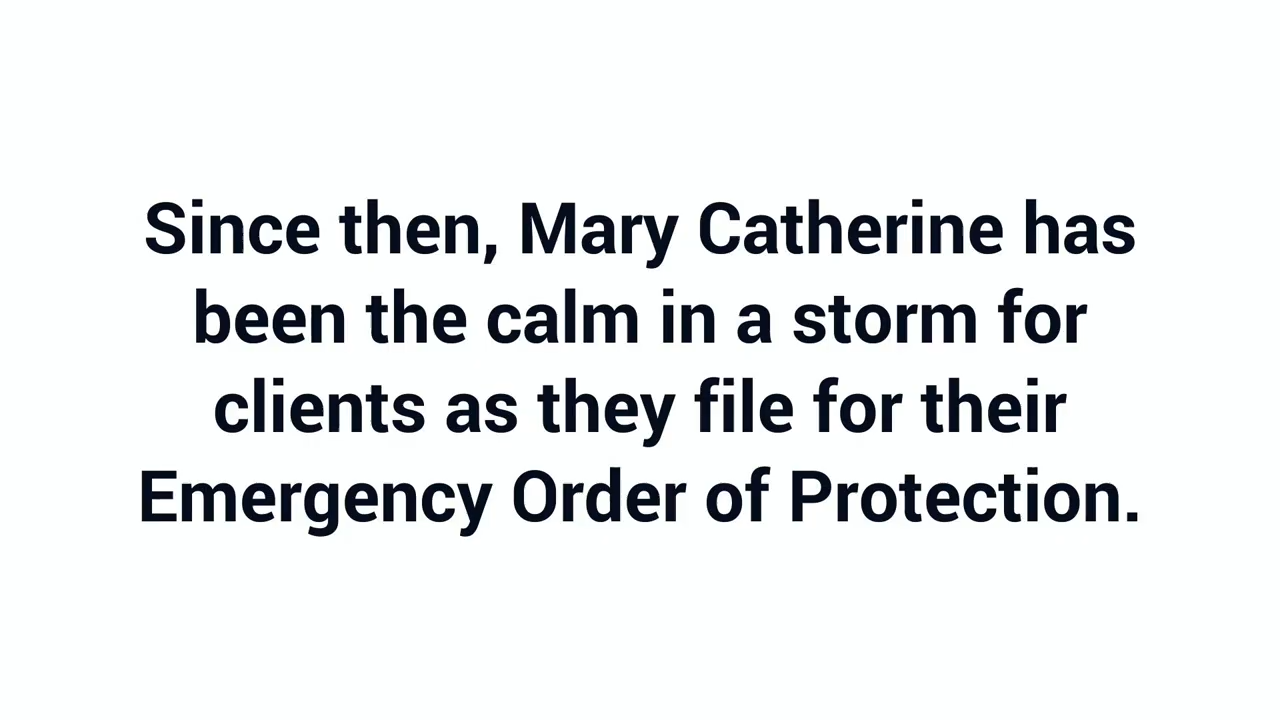 Since then, Mary Catherine has
been the calm in a storm for
clients as they file for their
Emergency Order of Protection.